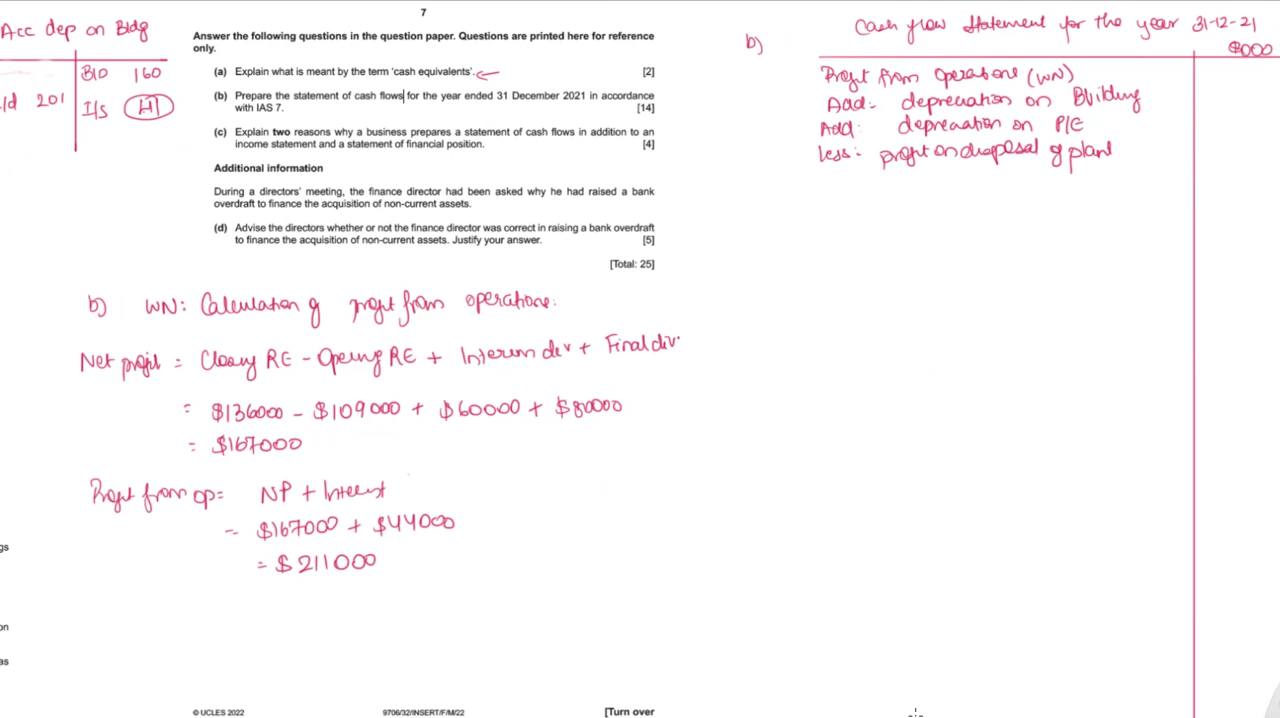 7
Acc dep on Bldg
B/D 160
/d 201 I/s 41
Answer the following questions in the question paper. Questions are printed here for reference
only.
(a) Explain what is meant by the term 'cash equivalents'. [2]
(b) Prepare the statement of cash flows for the year ended 31 December 2021 in accordance
with IAS 7. [14]
(c) Explain two reasons why a business prepares a statement of cash flows in addition to an
income statement and a statement of financial position. [4]
Additional information
During a directors' meeting, the finance director had been asked why he had raised a bank
overdraft to finance the acquisition of non-current assets.
(d) Advise the directors whether or not the finance director was correct in raising a bank overdraft
to finance the acquisition of non-current assets. Justify your answer. [5]
[Total: 25]
b) WN: Calculation of profit from operations:
Net profit = Closing RE - Opening RE + Interim div + Final div.
= $136000 - $109000 + $60000 + $80000
= $167000
Profit from op = NP + Interest
= $167000 + $44000
= $211000
gs
on
as
© UCLES 2022
9706/32/INSERT/F/M/22
[Turn over
b)
Cash flow Statement for the year 31-12-21
$000
Profit from operations (WN)
Add: depreciation on Building
Add: depreciation on P/E
less: profit on disposal of plant